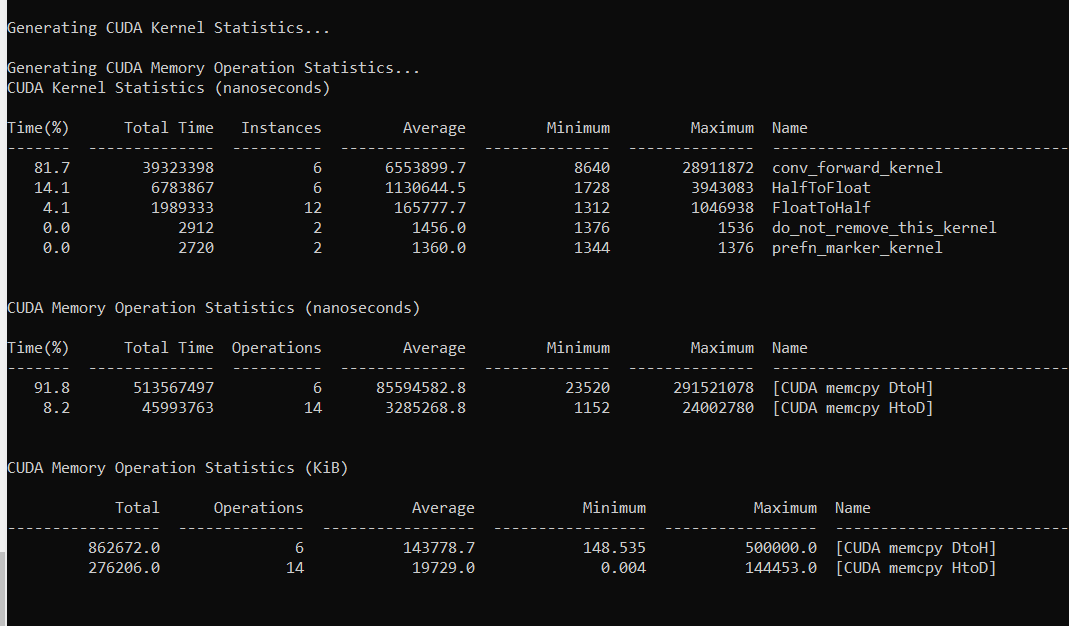 Generating CUDA Kernel Statistics...
Generating CUDA Memory Operation Statistics...
CUDA Kernel Statistics (nanoseconds)
Time(%) Total Time Instances Average Minimum Maximum Name
------- -------------- ---------- -------------- -------------- -------------- ---------------------------------
81.7 39323398 6 6553899.7 8640 28911872 conv_forward_kernel
14.1 6783867 6 1130644.5 1728 3943083 HalfToFloat
4.1 1989333 12 165777.7 1312 1046938 FloatToHalf
0.0 2912 2 1456.0 1376 1536 do_not_remove_this_kernel
0.0 2720 2 1360.0 1344 1376 prefn_marker_kernel
CUDA Memory Operation Statistics (nanoseconds)
Time(%) Total Time Operations Average Minimum Maximum Name
------- -------------- ---------- -------------- -------------- -------------- ---------------------------------
91.8 513567497 6 85594582.8 23520 291521078 [CUDA memcpy DtoH]
8.2 45993763 14 3285268.8 1152 24002780 [CUDA memcpy HtoD]
CUDA Memory Operation Statistics (KiB)
Total Operations Average Minimum Maximum Name
----------------- -------------- ----------------- ----------------- ----------------- --------------------------
862672.0 6 143778.7 148.535 500000.0 [CUDA memcpy DtoH]
276206.0 14 19729.0 0.004 144453.0 [CUDA memcpy HtoD]